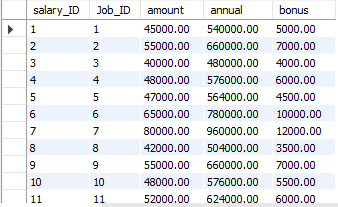 salary_ID Job_ID amount annual bonus
1 1 45000.00 540000.00 5000.00
2 2 55000.00 660000.00 7000.00
3 3 40000.00 480000.00 4000.00
4 4 48000.00 576000.00 6000.00
5 5 47000.00 564000.00 4500.00
6 6 65000.00 780000.00 10000.00
7 7 80000.00 960000.00 12000.00
8 8 42000.00 504000.00 3500.00
9 9 55000.00 660000.00 7000.00
10 10 48000.00 576000.00 5500.00
11 11 52000.00 624000.00 6000.00